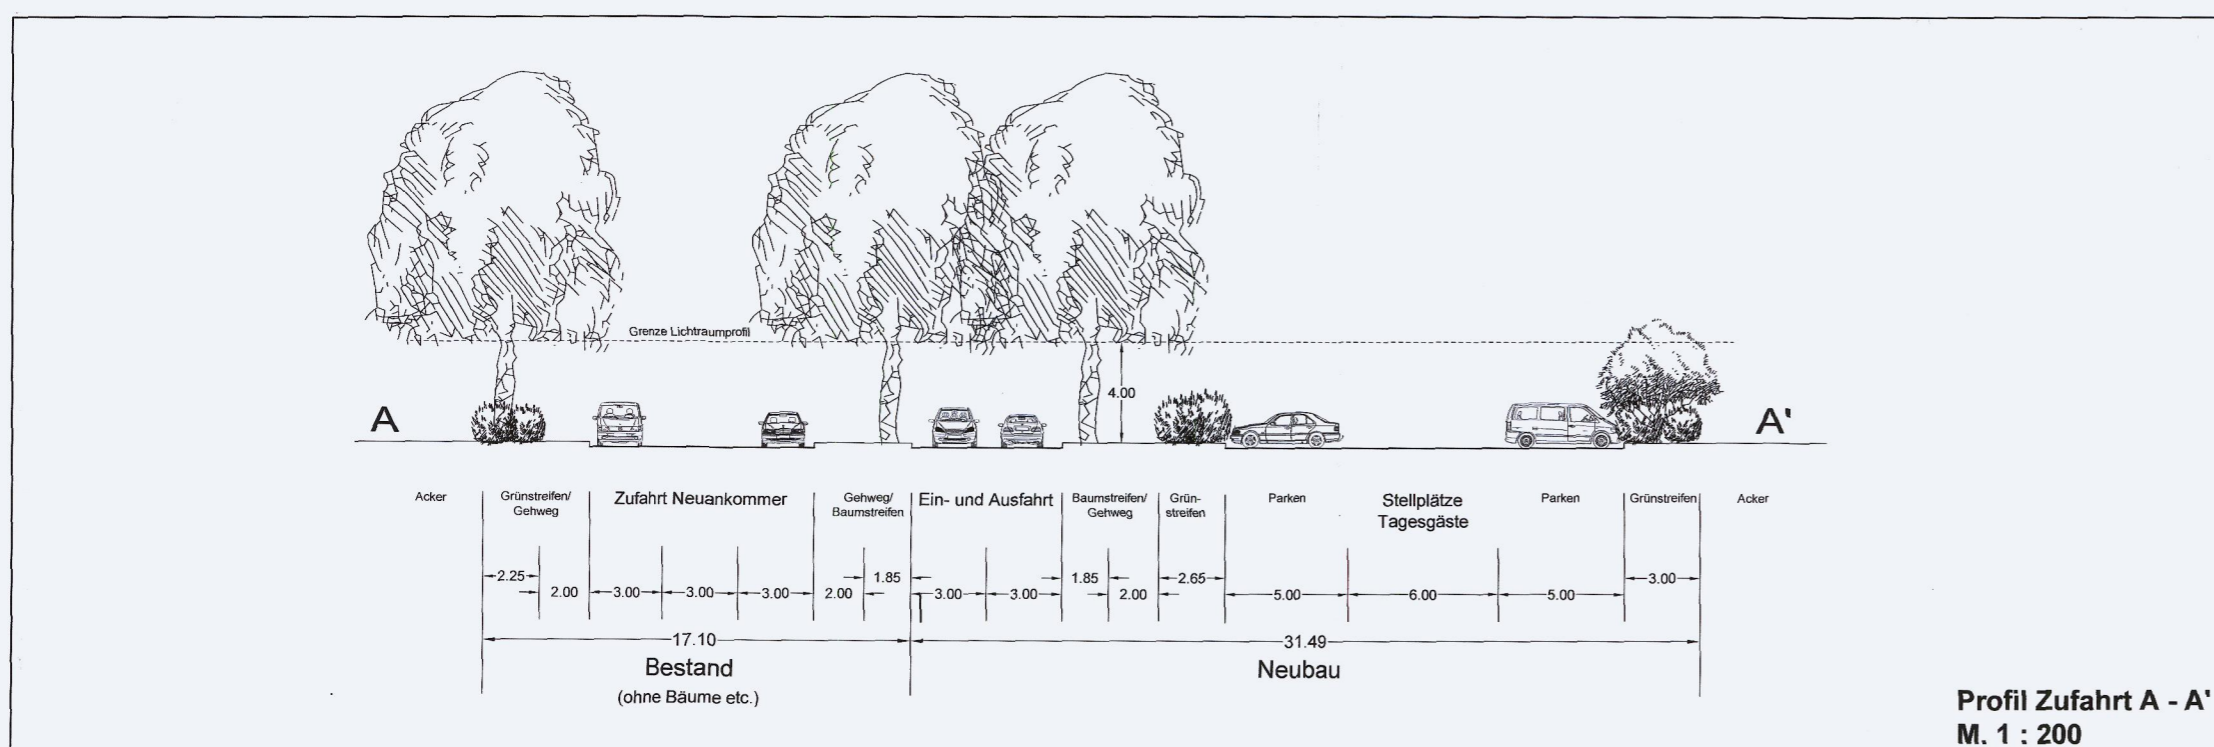 Grenze Lichtraumprofil
4.00
A
A'
Acker
Grünstreifen/
Gehweg
Zufahrt Neuankommer
Gehweg/
Baumstreifen
Ein- und Ausfahrt
Baumstreifen/
Gehweg
Grün-
streifen
Parken
Stellplätze
Tagesgäste
Parken
Grünstreifen
Acker
2.25
2.00
3.00
3.00
3.00
2.00
1.85
3.00
3.00
1.85
2.00
2.65
5.00
6.00
5.00
3.00
17.10
31.49
Bestand
(ohne Bäume etc.)
Neubau
Profil Zufahrt A - A'
M. 1 : 200